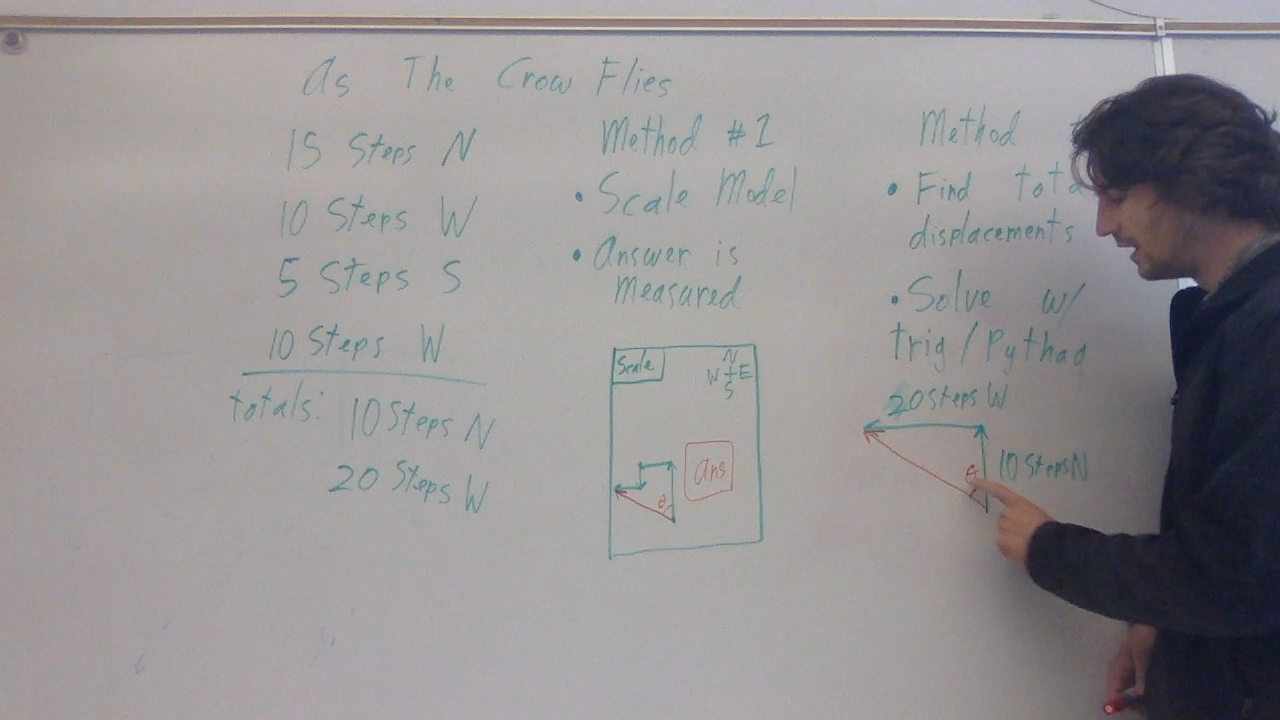 As The Crow Flies
15 Steps N
10 Steps W
5 Steps S
10 Steps W
totals: 10 Steps N
20 Steps W
Method #1
• Scale Model
• Answer is
Measured
Scale
N
W E
S
θ
Ans
Method
• Find
displacements
• Solve w/
trig/Pythag
20 Steps W
10 Steps N
θ